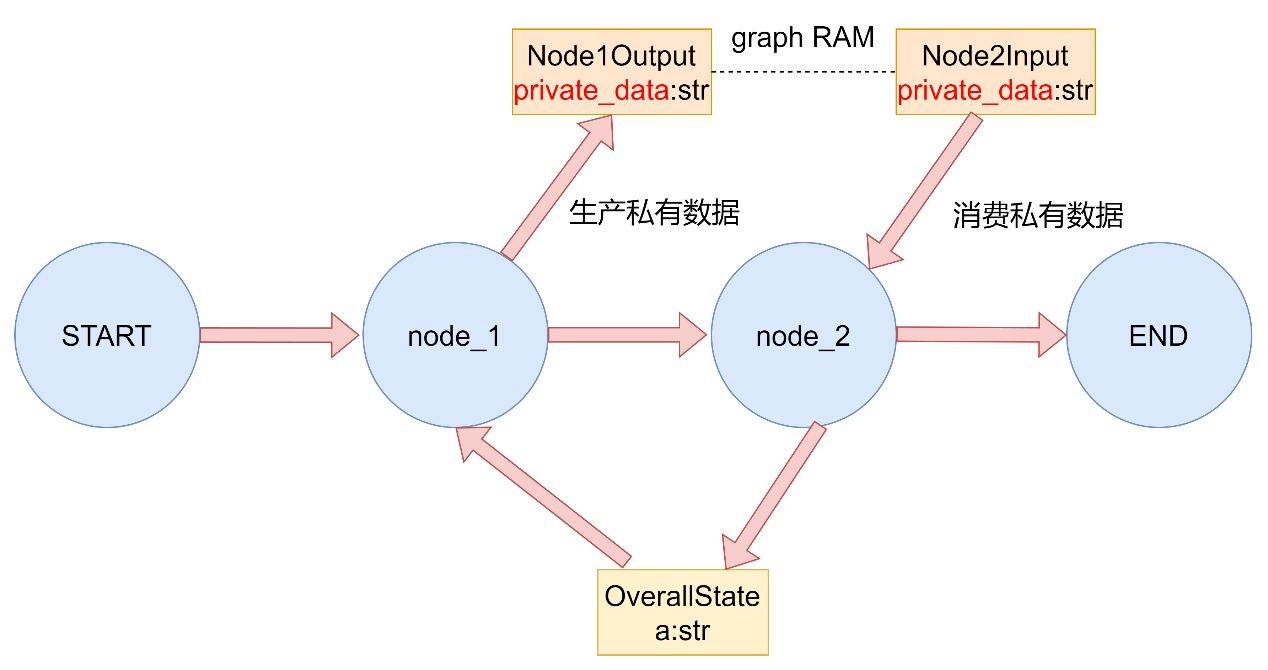 graph RAM
Node1Output
private_data:str
Node2Input
private_data:str
生产私有数据
消费私有数据
START
node_1
node_2
END
OverallState
a:str